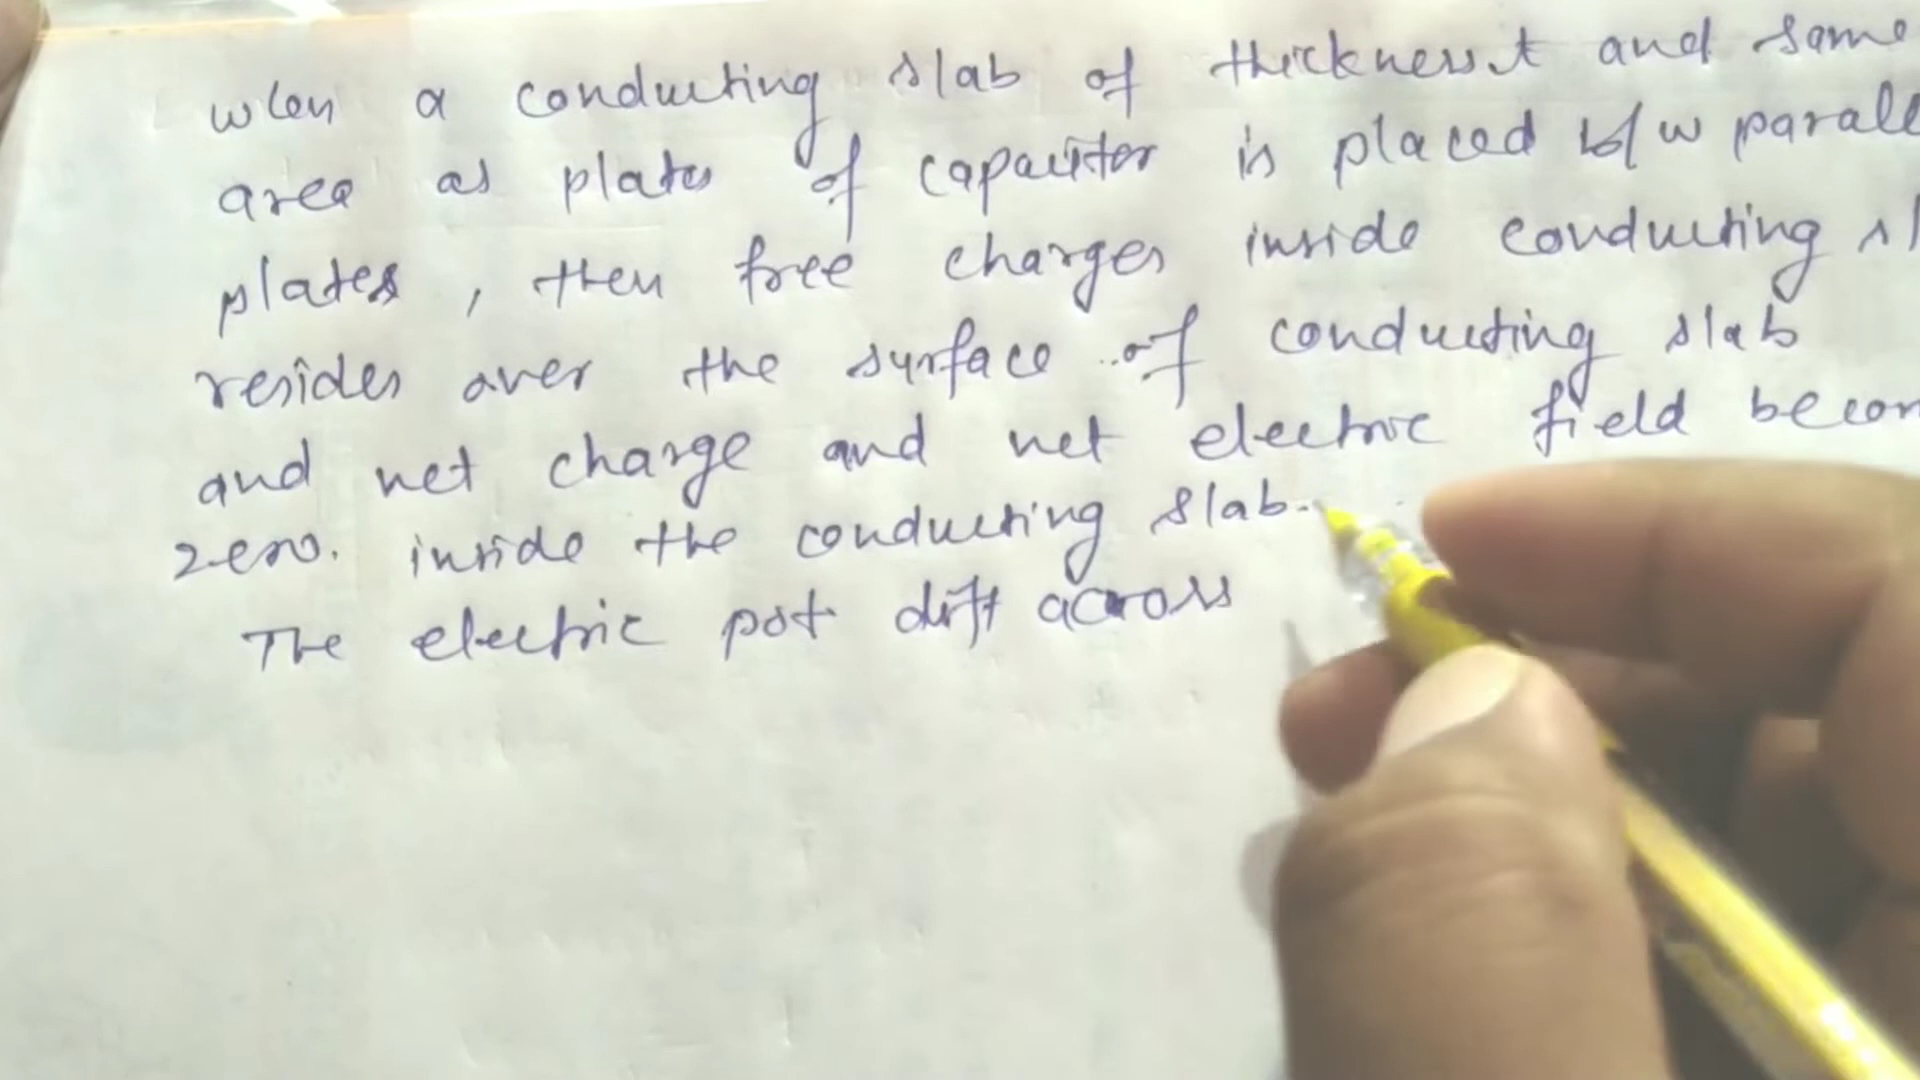 when a conducting slab of thickness t and same
area as plates of capacitor is placed b/w parall
plates, then free charges inside conducting sl
resides over the surface of conducting slab
and net charge and net electric field becom
zero. inside the conducting slab.
The electric pot diff across